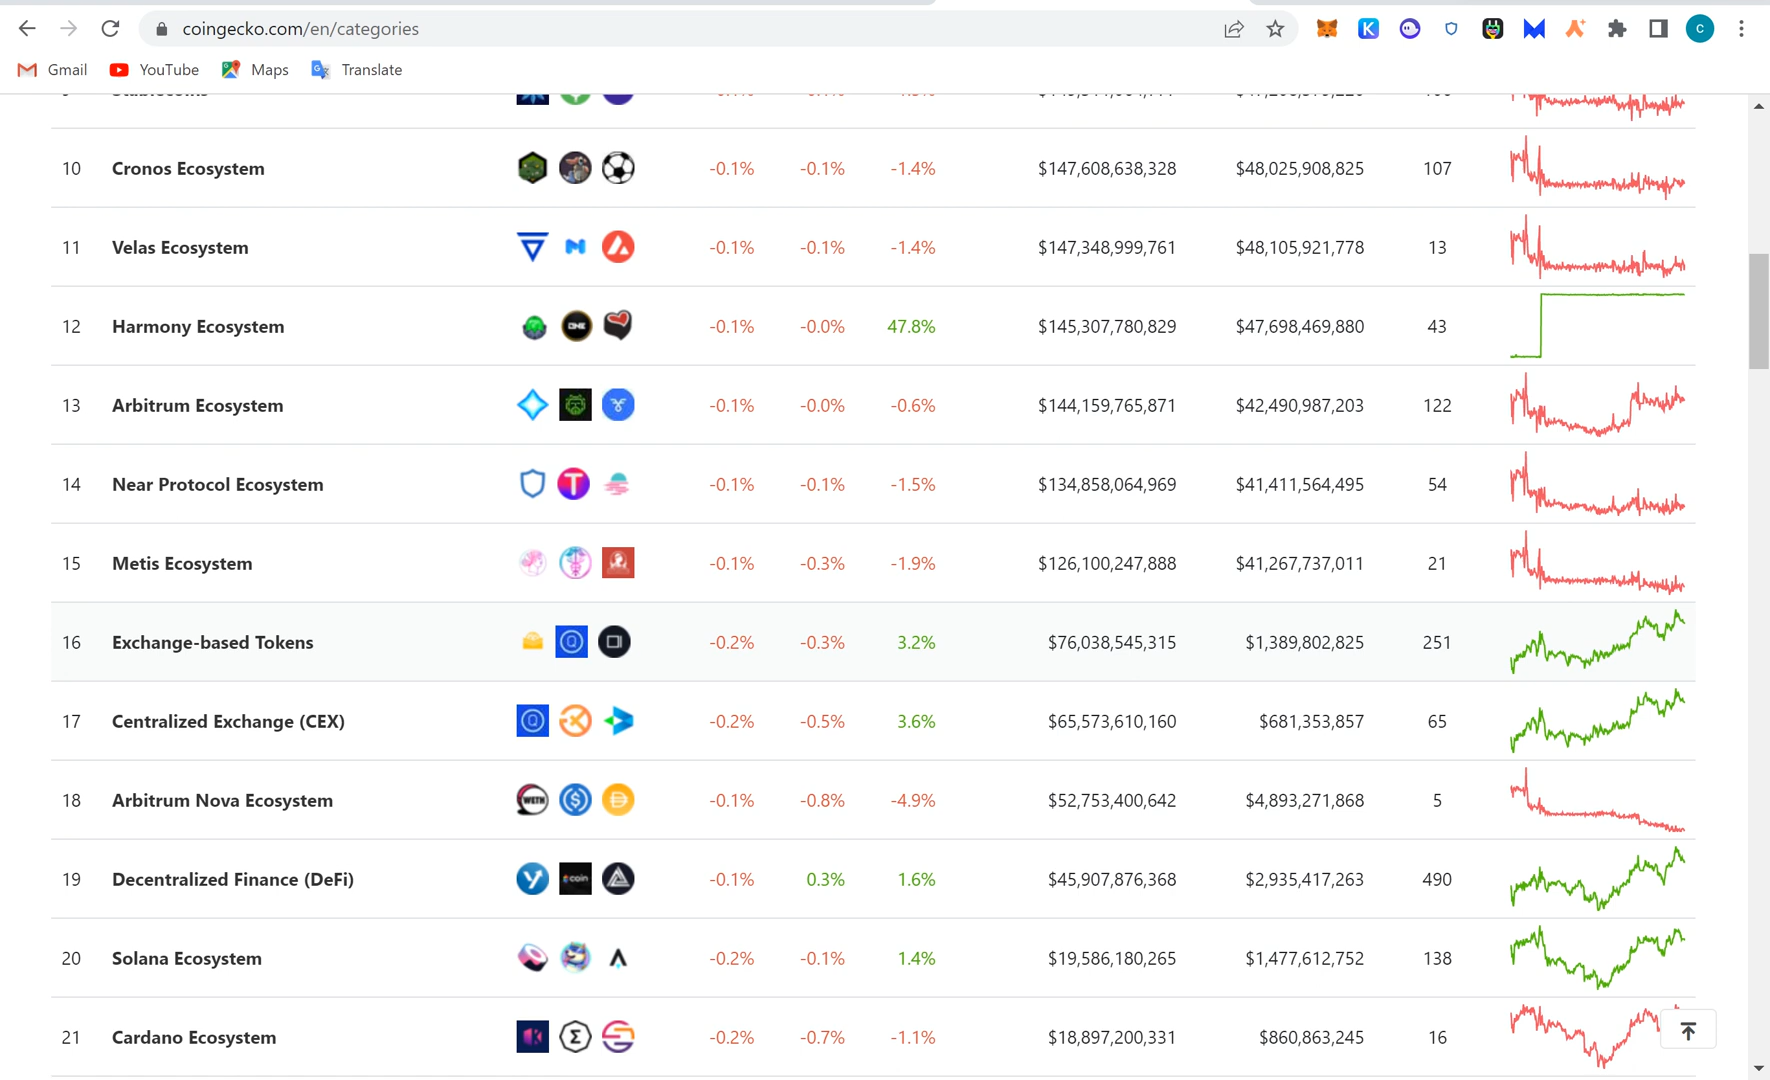 coingecko.com/en/categories
K
C
Gmail YouTube Maps Translate
10 Cronos Ecosystem -0.1% -0.1% -1.4% $147,608,638,328 $48,025,908,825 107
11 Velas Ecosystem -0.1% -0.1% -1.4% $147,348,999,761 $48,105,921,778 13
12 Harmony Ecosystem ONE -0.1% -0.0% 47.8% $145,307,780,829 $47,698,469,880 43
13 Arbitrum Ecosystem -0.1% -0.0% -0.6% $144,159,765,871 $42,490,987,203 122
14 Near Protocol Ecosystem T -0.1% -0.1% -1.5% $134,858,064,969 $41,411,564,495 54
15 Metis Ecosystem -0.1% -0.3% -1.9% $126,100,247,888 $41,267,737,011 21
16 Exchange-based Tokens -0.2% -0.3% 3.2% $76,038,545,315 $1,389,802,825 251
17 Centralized Exchange (CEX) -0.2% -0.5% 3.6% $65,573,610,160 $681,353,857 65
18 Arbitrum Nova Ecosystem WETH -0.1% -0.8% -4.9% $52,753,400,642 $4,893,271,868 5
19 Decentralized Finance (DeFi) -0.1% 0.3% 1.6% $45,907,876,368 $2,935,417,263 490
20 Solana Ecosystem -0.2% -0.1% 1.4% $19,586,180,265 $1,477,612,752 138
21 Cardano Ecosystem Σ -0.2% -0.7% -1.1% $18,897,200,331 $860,863,245 16